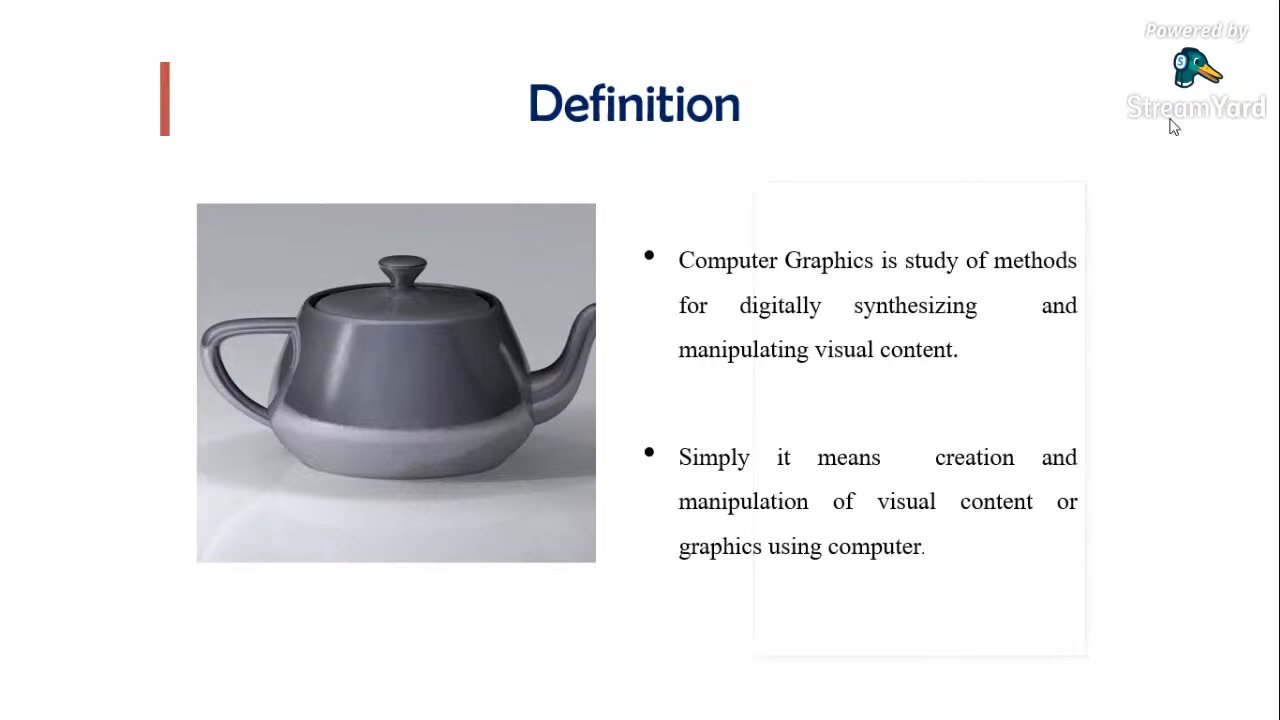 Powered by
StreamYard
Definition
• Computer Graphics is study of methods
for digitally synthesizing and
manipulating visual content.
• Simply it means creation and
manipulation of visual content or
graphics using computer.